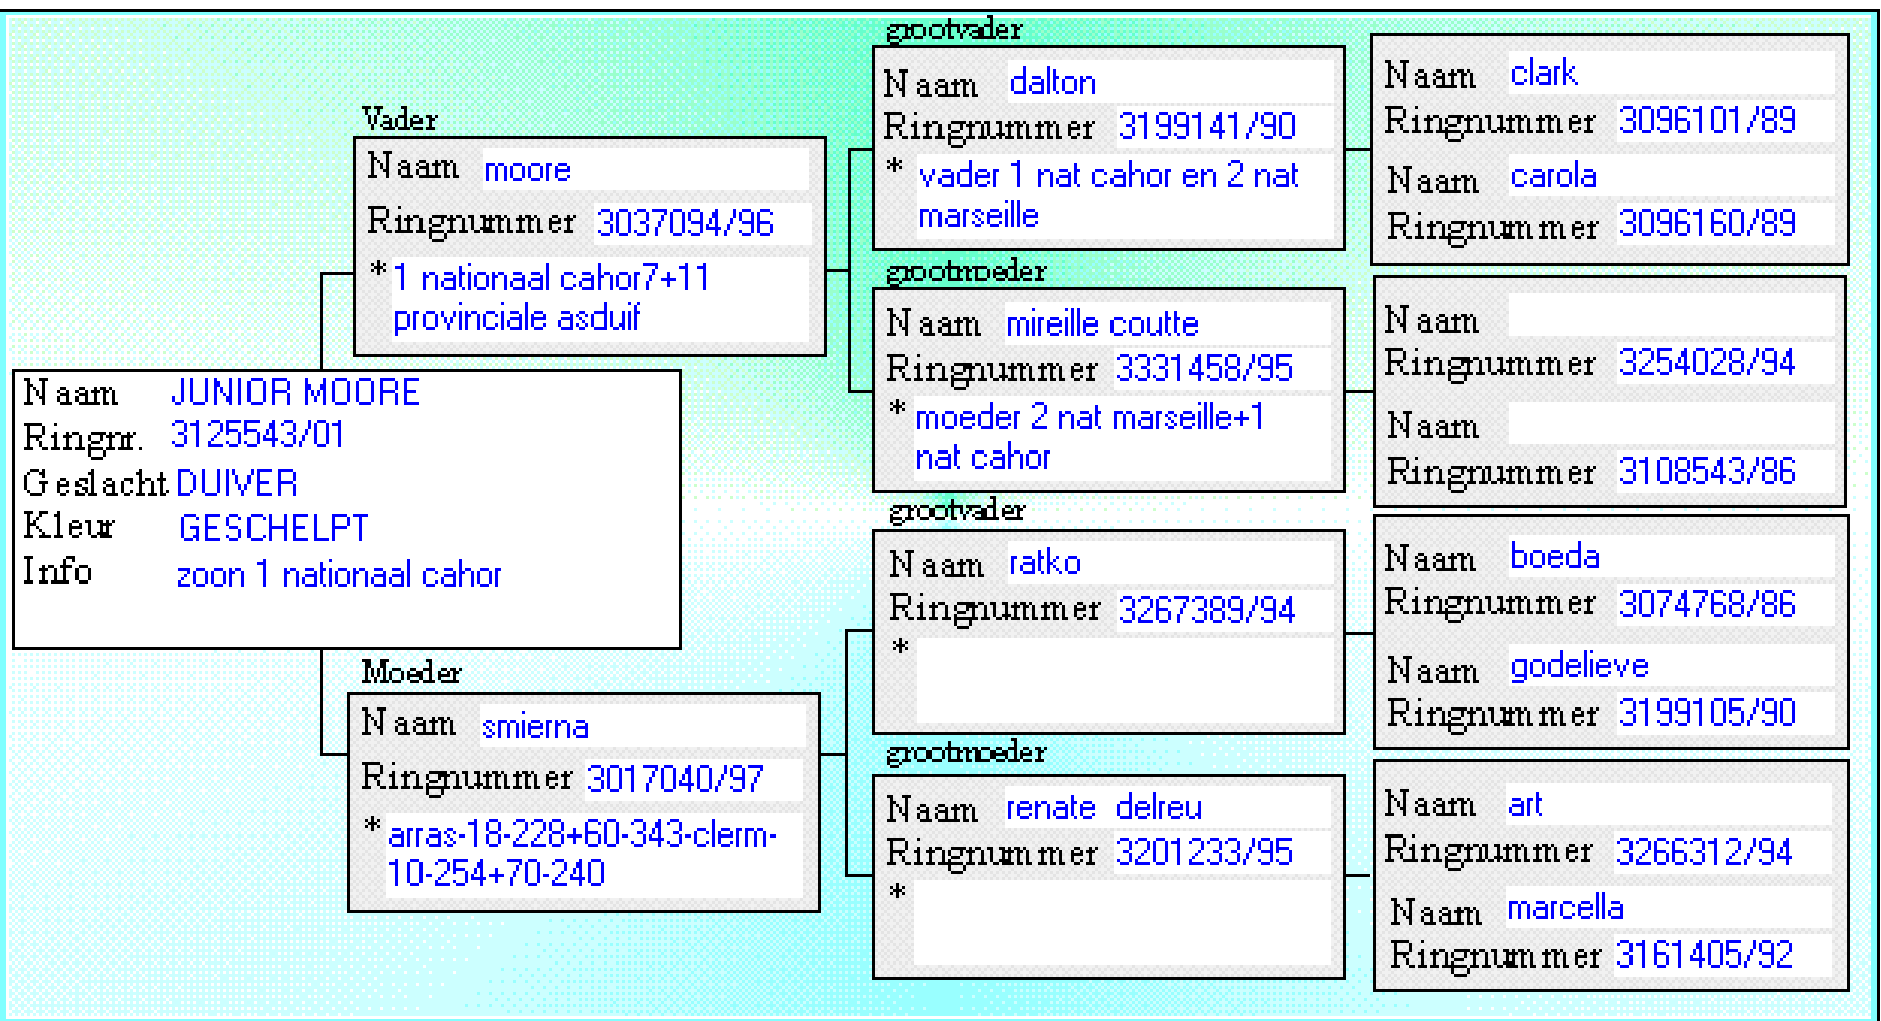 Naam JUNIOR MOORE
Ringnr. 3125543/01
Geslacht DUIVER
Kleur GESCHELPT
Info zoon 1 nationaal cahor
Vader
Naam moore
Ringnummer 3037094/96
* 1 nationaal cahor7+11
provinciale asduif
Moeder
Naam smierna
Ringnummer 3017040/97
* arras-18-228+60-343-clerm-
10-254+70-240
grootvader
Naam dalton
Ringnummer 3199141/90
* vader 1 nat cahor en 2 nat
marseille
grootmoeder
Naam mireille coutte
Ringnummer 3331458/95
* moeder 2 nat marseille+1
nat cahor
grootvader
Naam ratko
Ringnummer 3267389/94
*
grootmoeder
Naam renate delreu
Ringnummer 3201233/95
*
Naam clark
Ringnummer 3096101/89
Naam carola
Ringnummer 3096160/89
Naam
Ringnummer 3254028/94
Naam
Ringnummer 3108543/86
Naam boeda
Ringnummer 3074768/86
Naam godelieve
Ringnummer 3199105/90
Naam art
Ringnummer 3266312/94
Naam marcella
Ringnummer 3161405/92